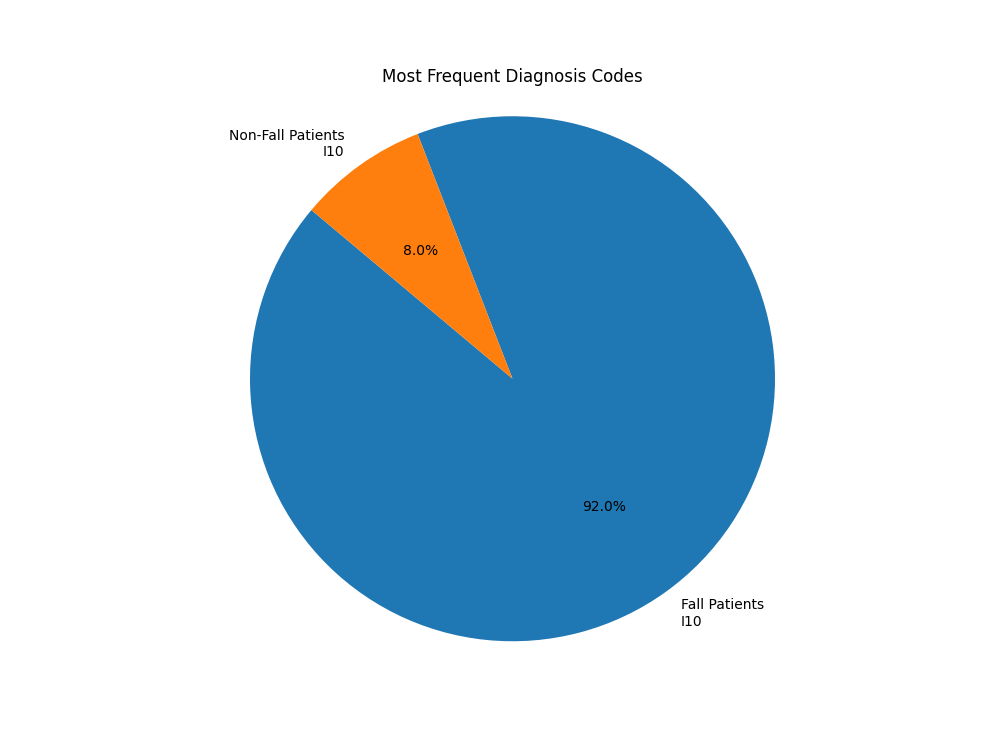 Most Frequent Diagnosis Codes
Non-Fall Patients
I10
8.0%
92.0%
Fall Patients
I10